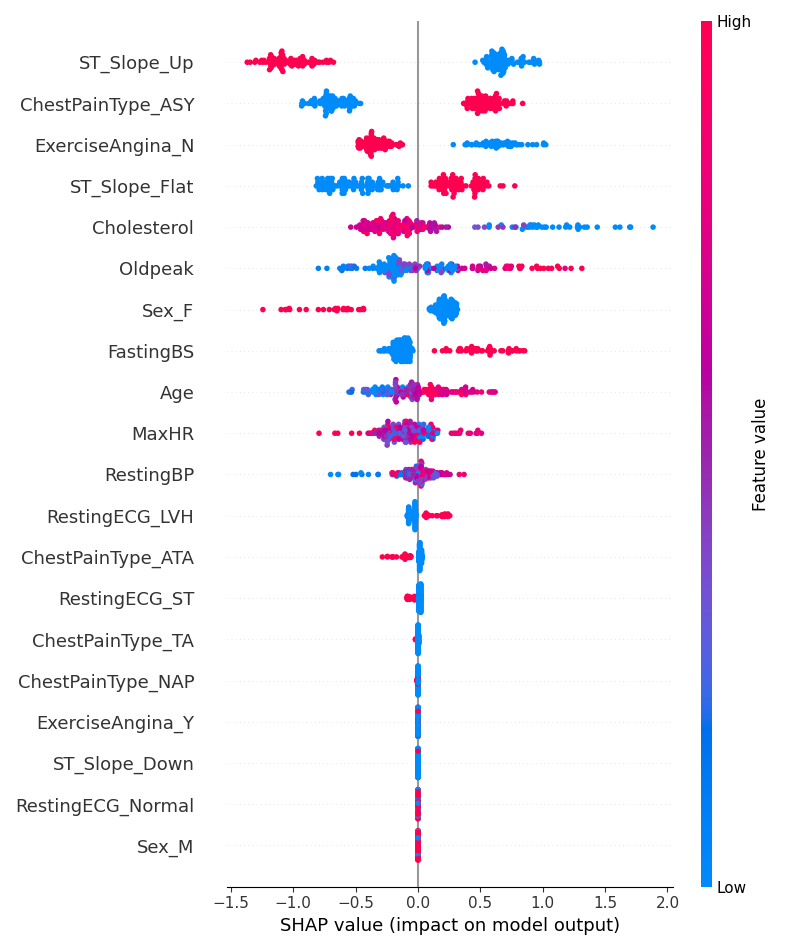 High
ST_Slope_Up
ChestPainType_ASY
ExerciseAngina_N
ST_Slope_Flat
Cholesterol
Oldpeak
Sex_F
FastingBS
Age
MaxHR
RestingBP
RestingECG_LVH
ChestPainType_ATA
RestingECG_ST
ChestPainType_TA
ChestPainType_NAP
ExerciseAngina_Y
ST_Slope_Down
RestingECG_Normal
Sex_M
Feature value
Low
−1.5 −1.0 −0.5 0.0 0.5 1.0 1.5 2.0
SHAP value (impact on model output)